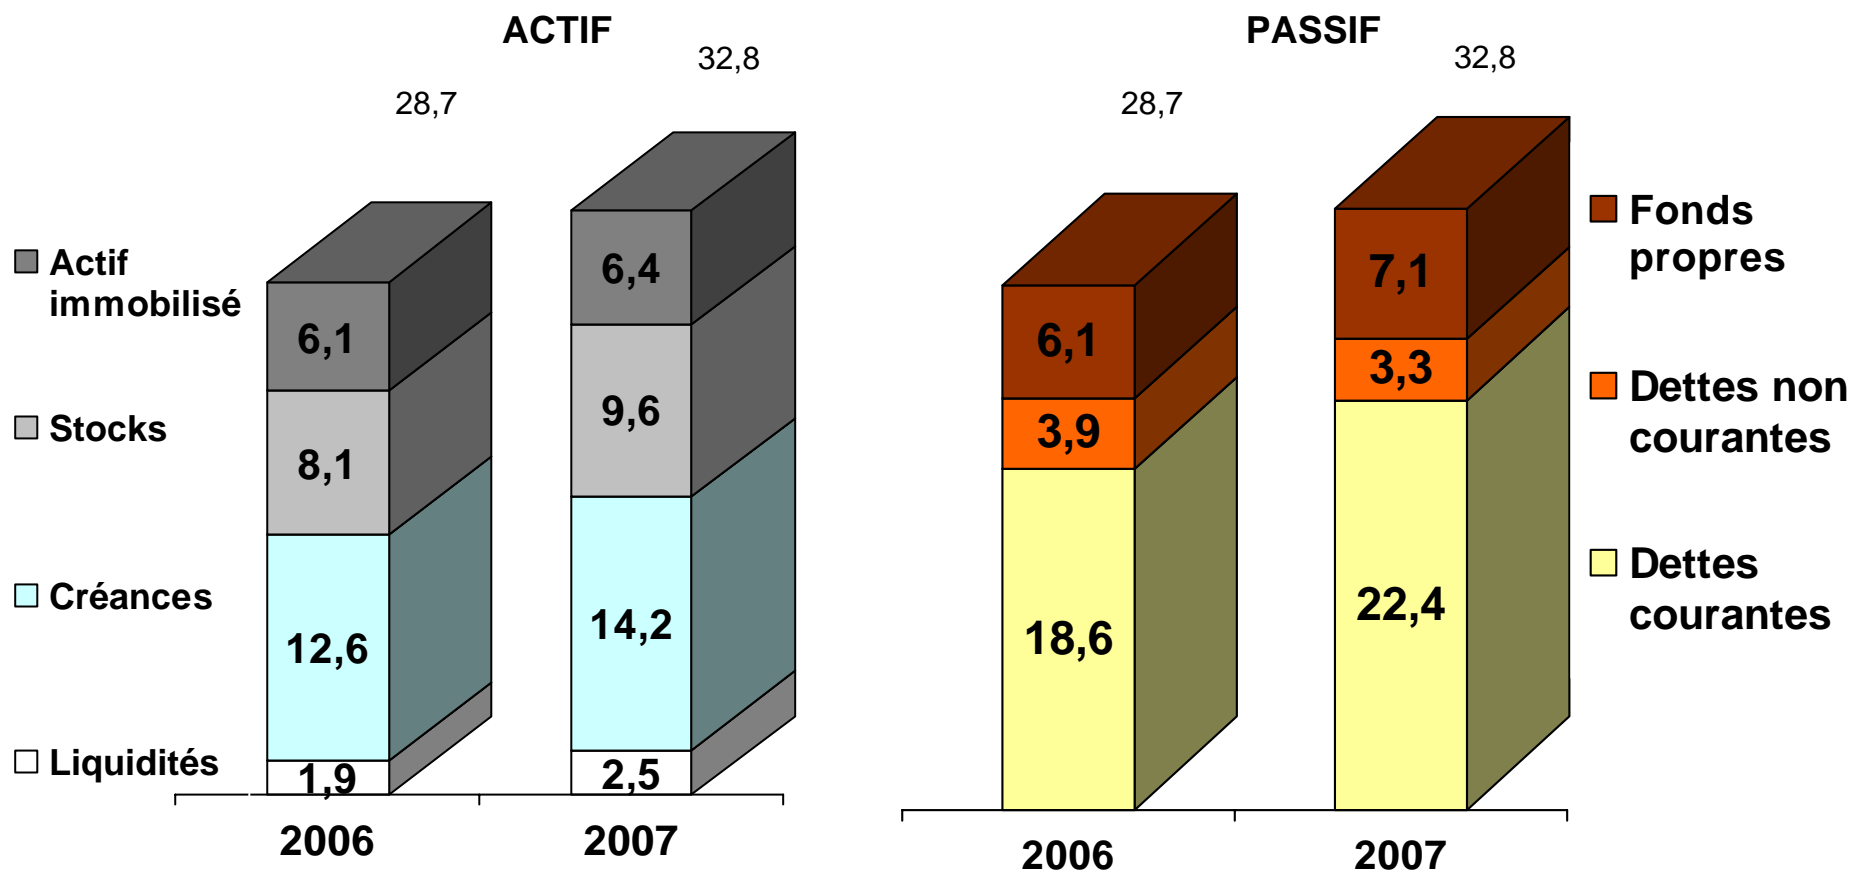 ACTIF
28,7
32,8
Actif
immobilisé
Stocks
Créances
Liquidités
6,1
8,1
12,6
1,9
6,4
9,6
14,2
2,5
2006
2007
PASSIF
28,7
32,8
6,1
3,9
18,6
7,1
3,3
22,4
2006
2007
Fonds
propres
Dettes non
courantes
Dettes
courantes